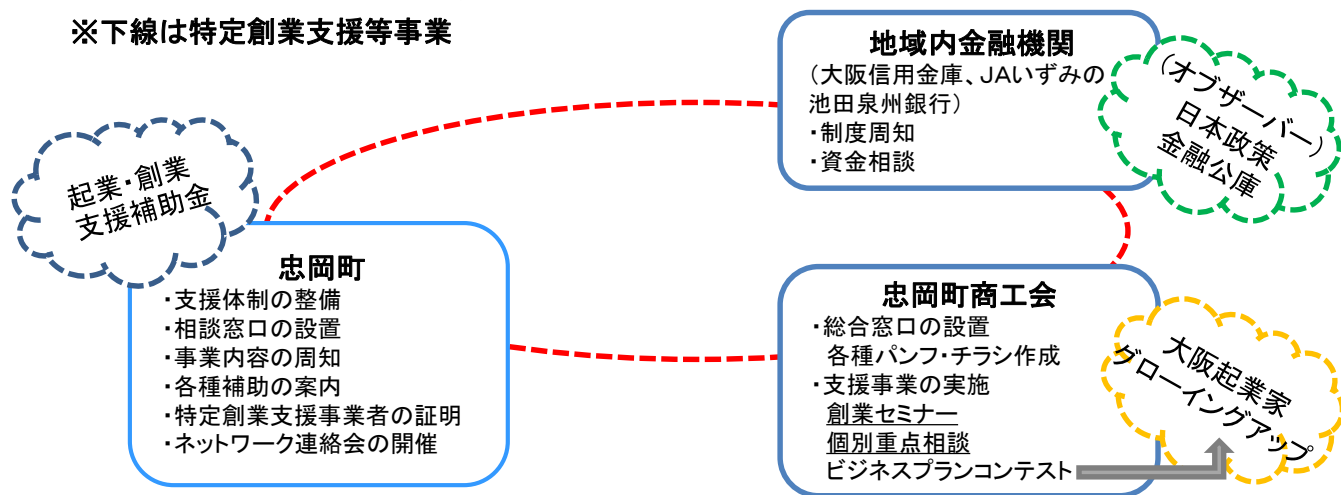 ※下線は特定創業支援等事業
地域内金融機関
(大阪信用金庫、JAいずみの
池田泉州銀行)
・制度周知
・資金相談
(オブザーバー)
日本政策
金融公庫
起業・創業
支援補助金
忠岡町
・支援体制の整備
・相談窓口の設置
・事業内容の周知
・各種補助の案内
・特定創業支援事業者の証明
・ネットワーク連絡会の開催
忠岡町商工会
・総合窓口の設置
各種パンフ・チラシ作成
・支援事業の実施
創業セミナー
個別重点相談
ビジネスプランコンテスト
大阪起業家
グローイングアップ